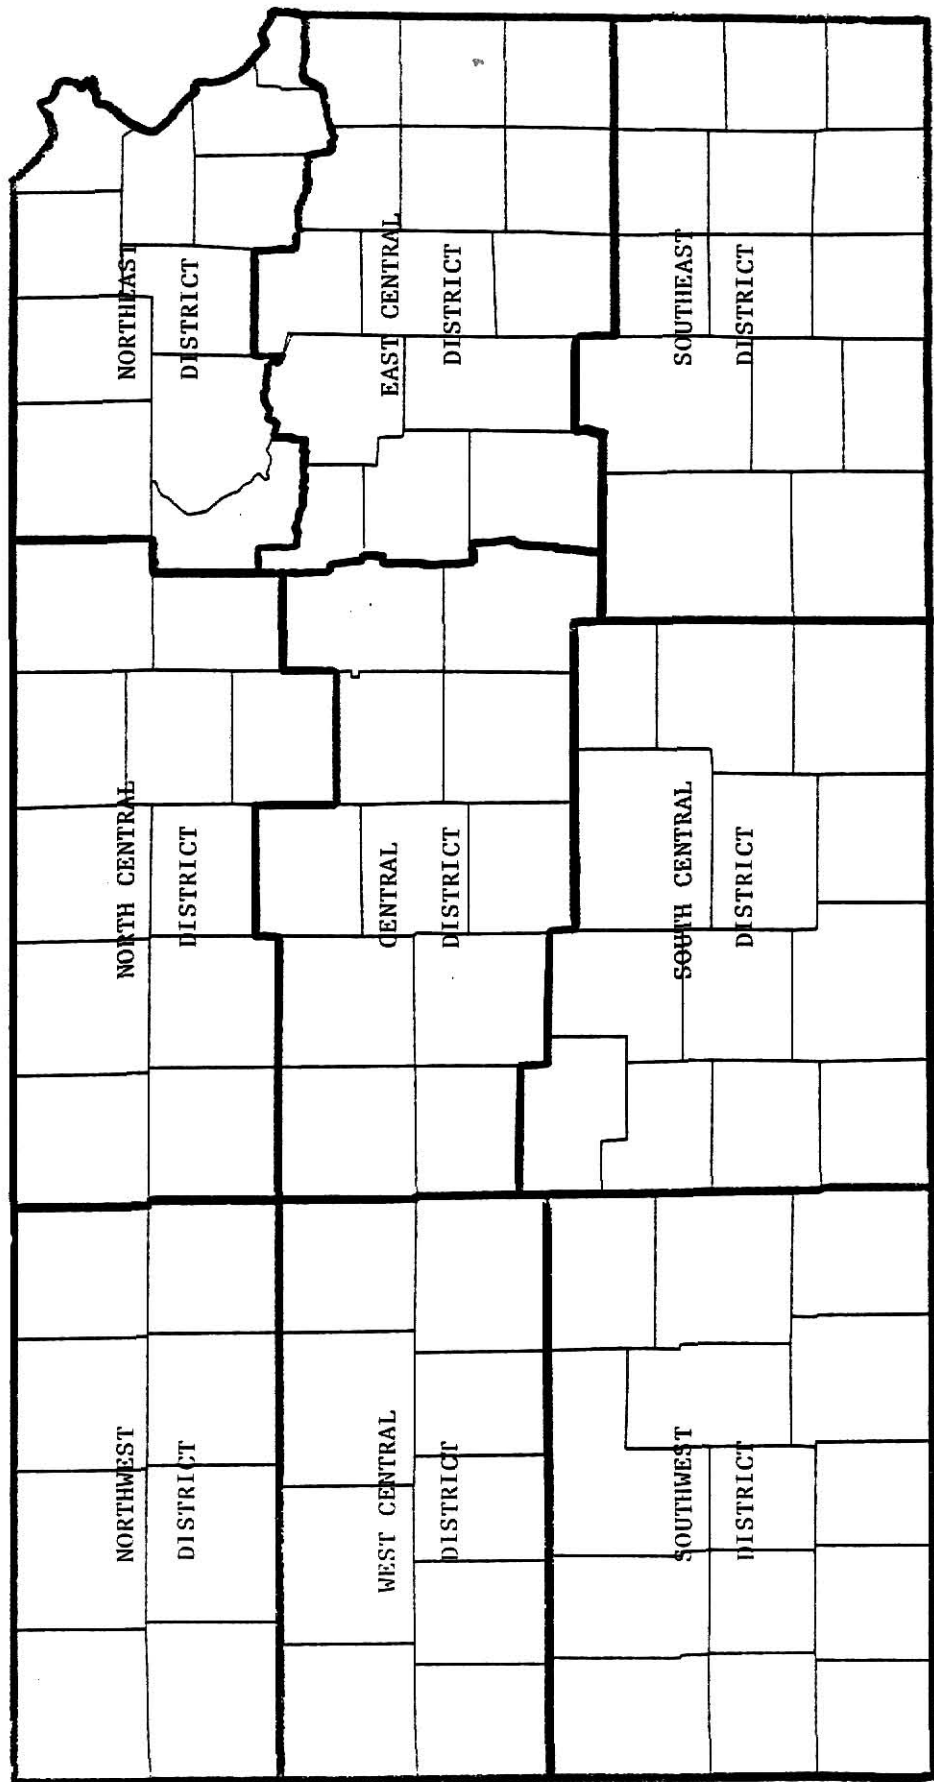 NORTHWEST
DISTRICT
NORTH CENTRAL
DISTRICT
NORTHEAST
DISTRICT
WEST CENTRAL
DISTRICT
CENTRAL
DISTRICT
EAST CENTRAL
DISTRICT
SOUTHWEST
DISTRICT
SOUTH CENTRAL
DISTRICT
SOUTHEAST
DISTRICT